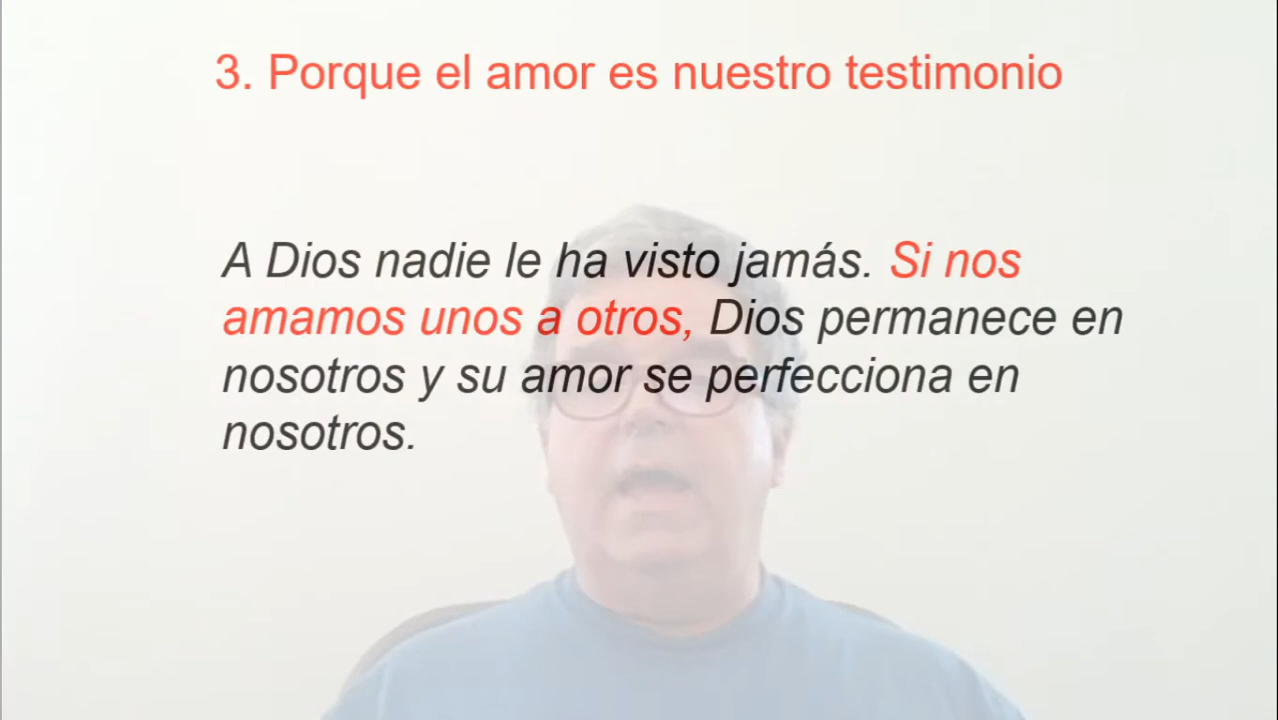 3. Porque el amor es nuestro testimonio
A Dios nadie le ha visto jamás. Si nos
amamos unos a otros, Dios permanece en
nosotros y su amor se perfecciona en
nosotros.